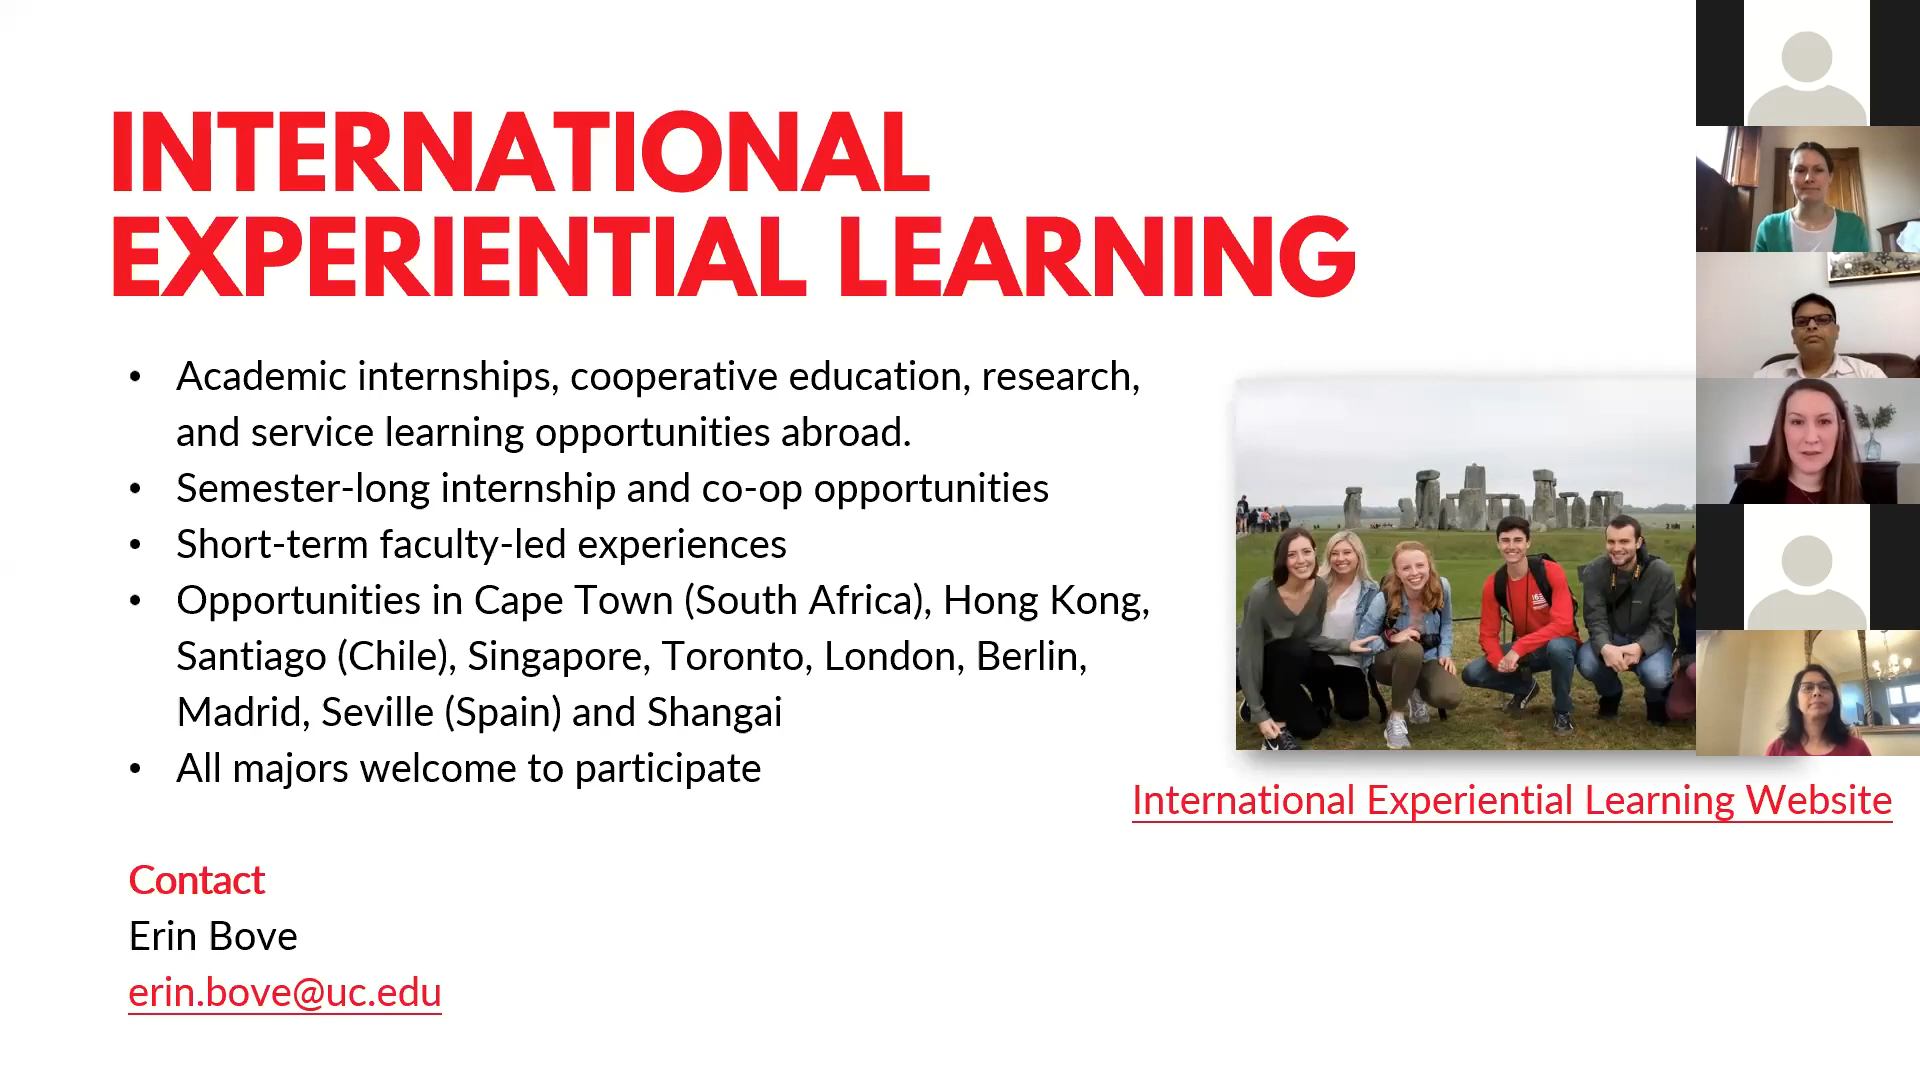 INTERNATIONAL
EXPERIENTIAL LEARNING
• Academic internships, cooperative education, research,
and service learning opportunities abroad.
• Semester-long internship and co-op opportunities
• Short-term faculty-led experiences
• Opportunities in Cape Town (South Africa), Hong Kong,
Santiago (Chile), Singapore, Toronto, London, Berlin,
Madrid, Seville (Spain) and Shangai
• All majors welcome to participate
International Experiential Learning Website
Contact
Erin Bove
erin.bove@uc.edu